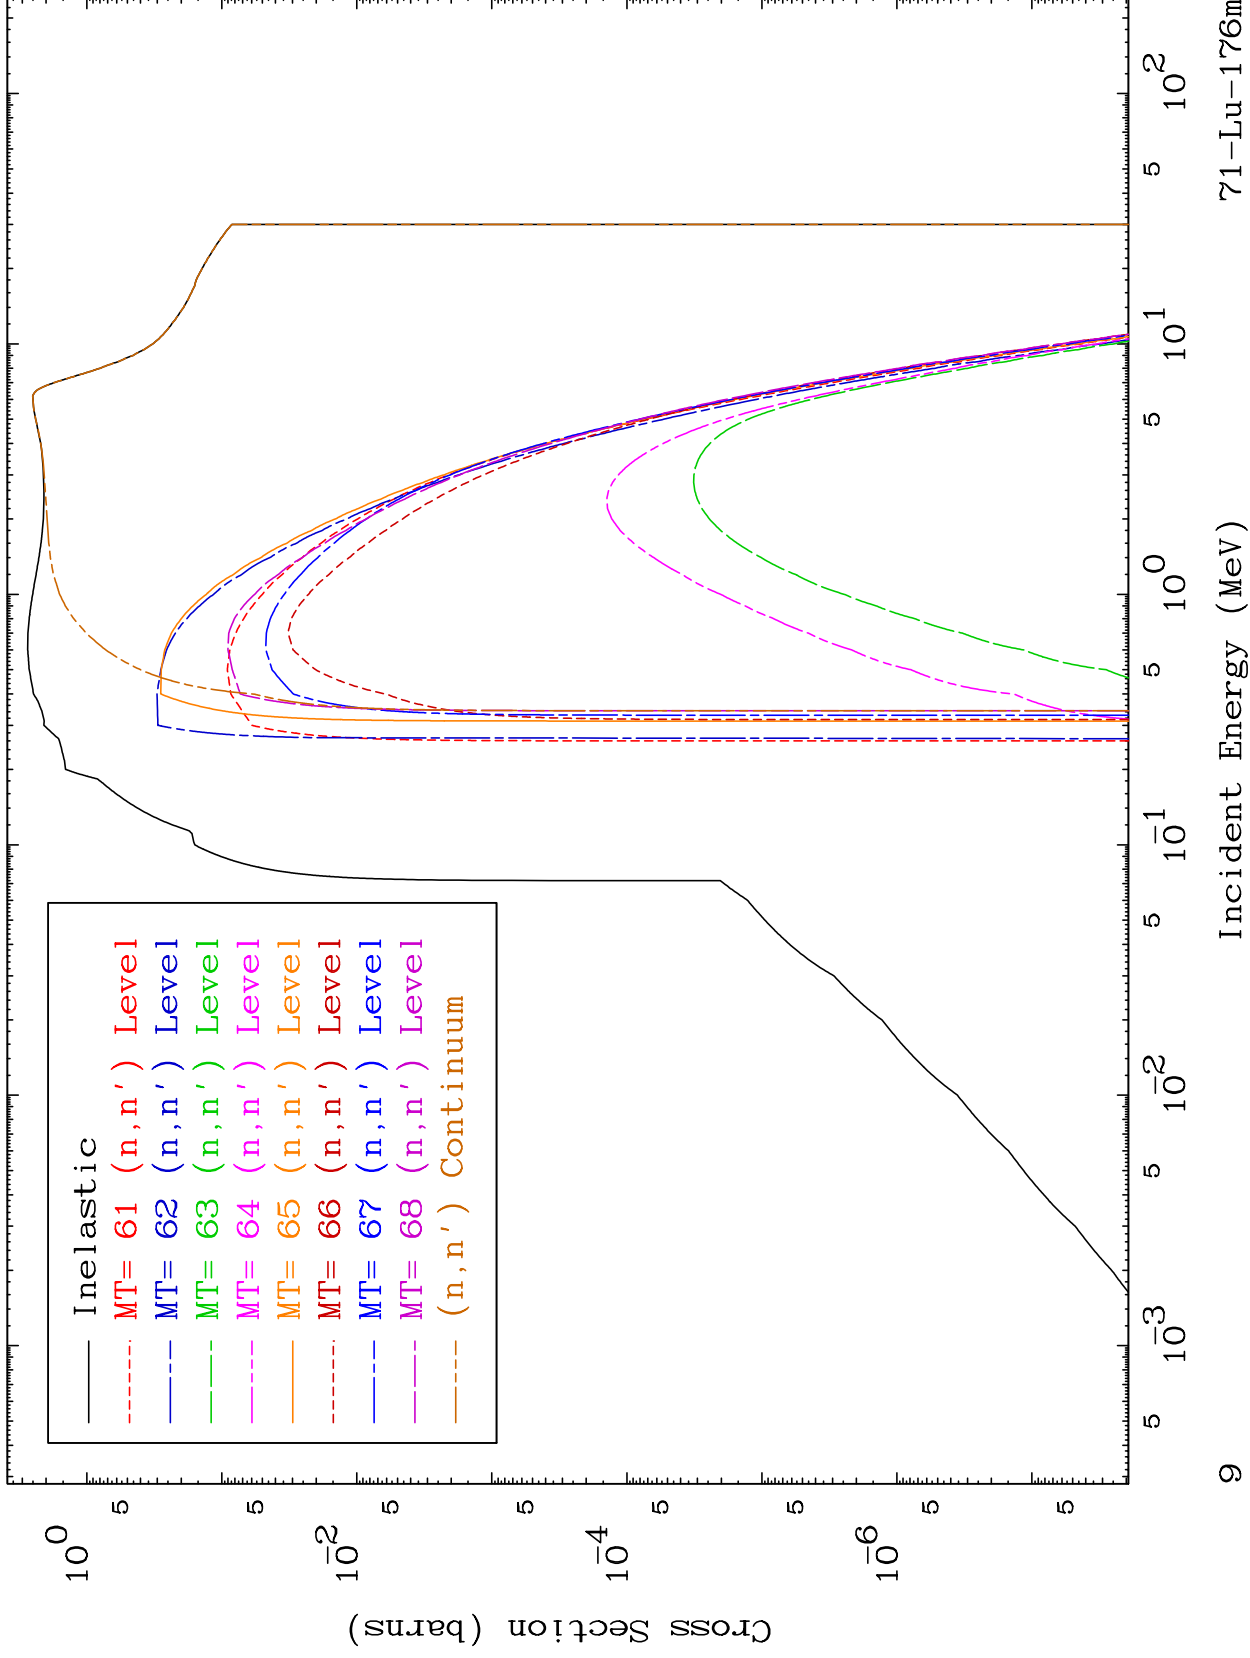 Inelastic
MT= 61 (n,n') Level
MT= 62 (n,n') Level
MT= 63 (n,n') Level
MT= 64 (n,n') Level
MT= 65 (n,n') Level
MT= 66 (n,n') Level
MT= 67 (n,n') Level
MT= 68 (n,n') Level
(n,n') Continuum
Cross Section (barns)
10^0
5
5
10^-2
5
5
10^-4
5
5
10^-6
5
5
5
10^-3
5
10^-2
5
10^-1
5
10^0
5
10^1
5
10^2
Incident Energy (MeV)
9
71-Lu-176m